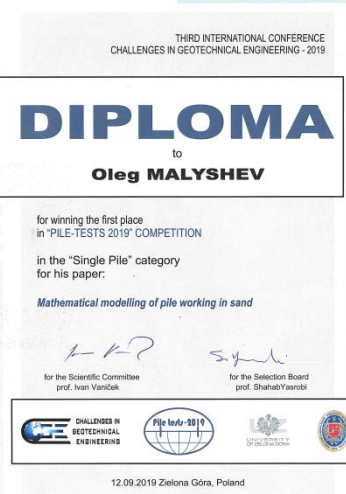 THIRD INTERNATIONAL CONFERENCE
CHALLENGES IN GEOTECHNICAL ENGINEERING - 2019
DIPLOMA
to
Oleg MALYSHEV
for winning the first place
in "PILE-TESTS 2019" COMPETITION
in the "Single Pile" category
for his paper:
Mathematical modelling of pile working in sand
for the Scientific Committee
prof. Ivan Vaniček
for the Selection Board
prof. ShahabYasrobi
CHALLENGES IN
GEOTECHNICAL
ENGINEERING
Pile tests-2019
UNIVERSITY
OF ZIELONA GÓRA
12.09.2019 Zielona Góra, Poland